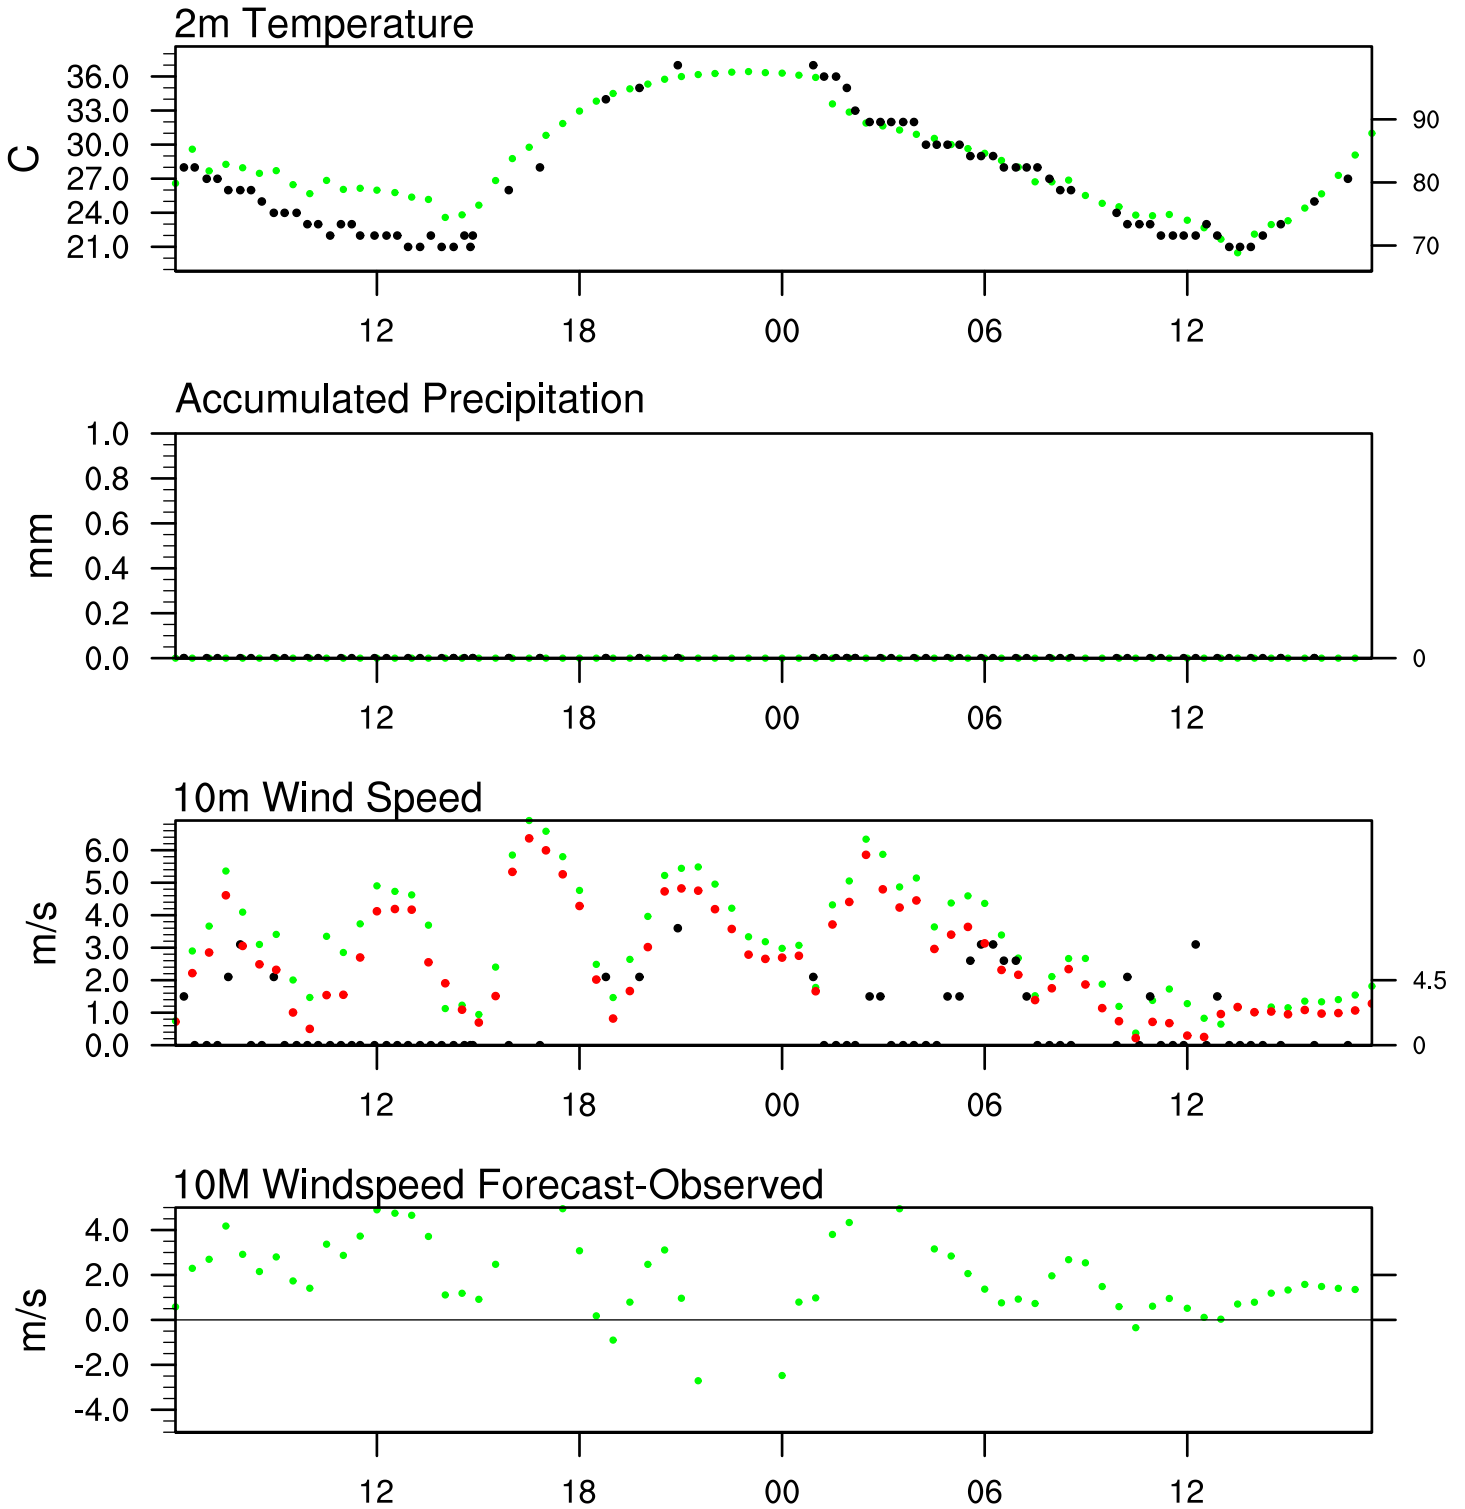 2m Temperature
36.0
33.0
30.0
27.0
24.0
21.0
C
90
80
70
12 18 00 06 12
Accumulated Precipitation
1.0
0.8
0.6
0.4
0.2
0.0
mm
0
12 18 00 06 12
10m Wind Speed
6.0
5.0
4.0
3.0
2.0
1.0
0.0
m/s
4.5
0
12 18 00 06 12
10M Windspeed Forecast-Observed
4.0
2.0
0.0
-2.0
-4.0
m/s
12 18 00 06 12